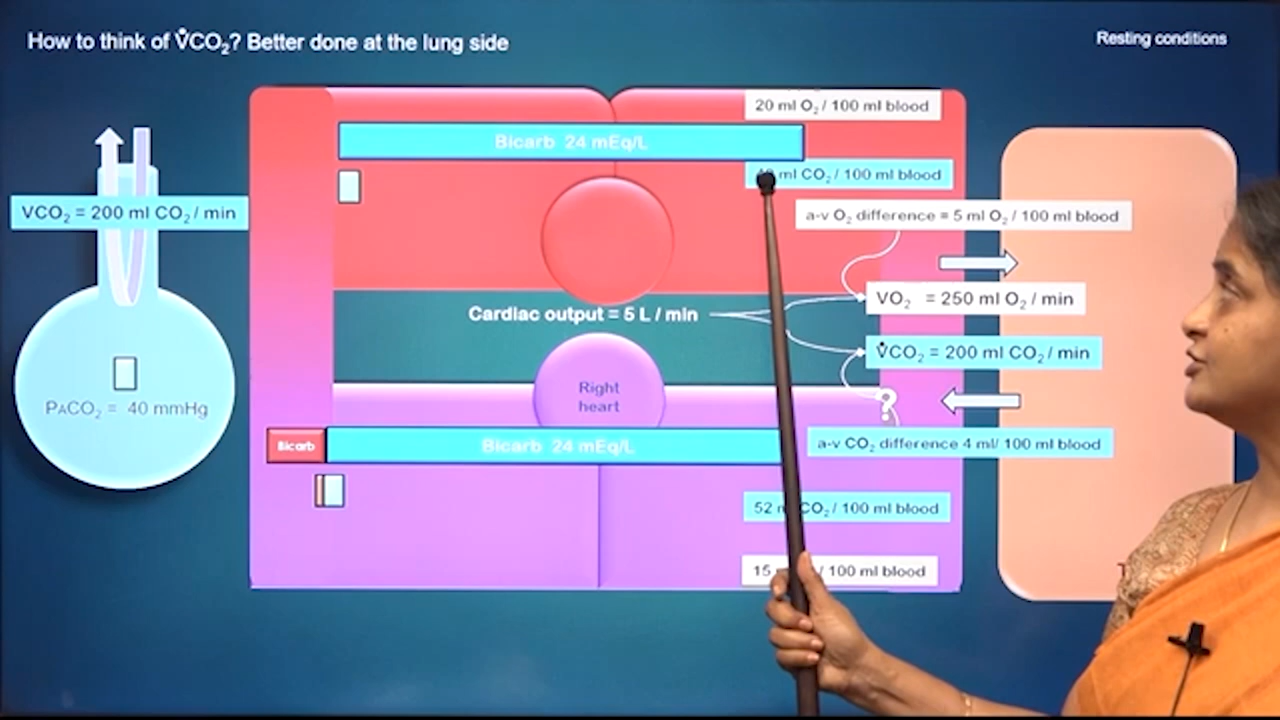 How to think of V̇CO₂? Better done at the lung side
Resting conditions
20 ml O₂ / 100 ml blood
Bicarb 24 mEq/L
ml CO₂ / 100 ml blood
VCO₂ = 200 ml CO₂ / min
a-v O₂ difference = 5 ml O₂ / 100 ml blood
VO₂ = 250 ml O₂ / min
Cardiac output = 5 L / min
V̇CO₂ = 200 ml CO₂ / min
Right
heart
PACO₂ = 40 mmHg
?
Bicarb
Bicarb 24 mEq/L
a-v CO₂ difference 4 ml/ 100 ml blood
52 CO₂ / 100 ml blood
15 / 100 ml blood